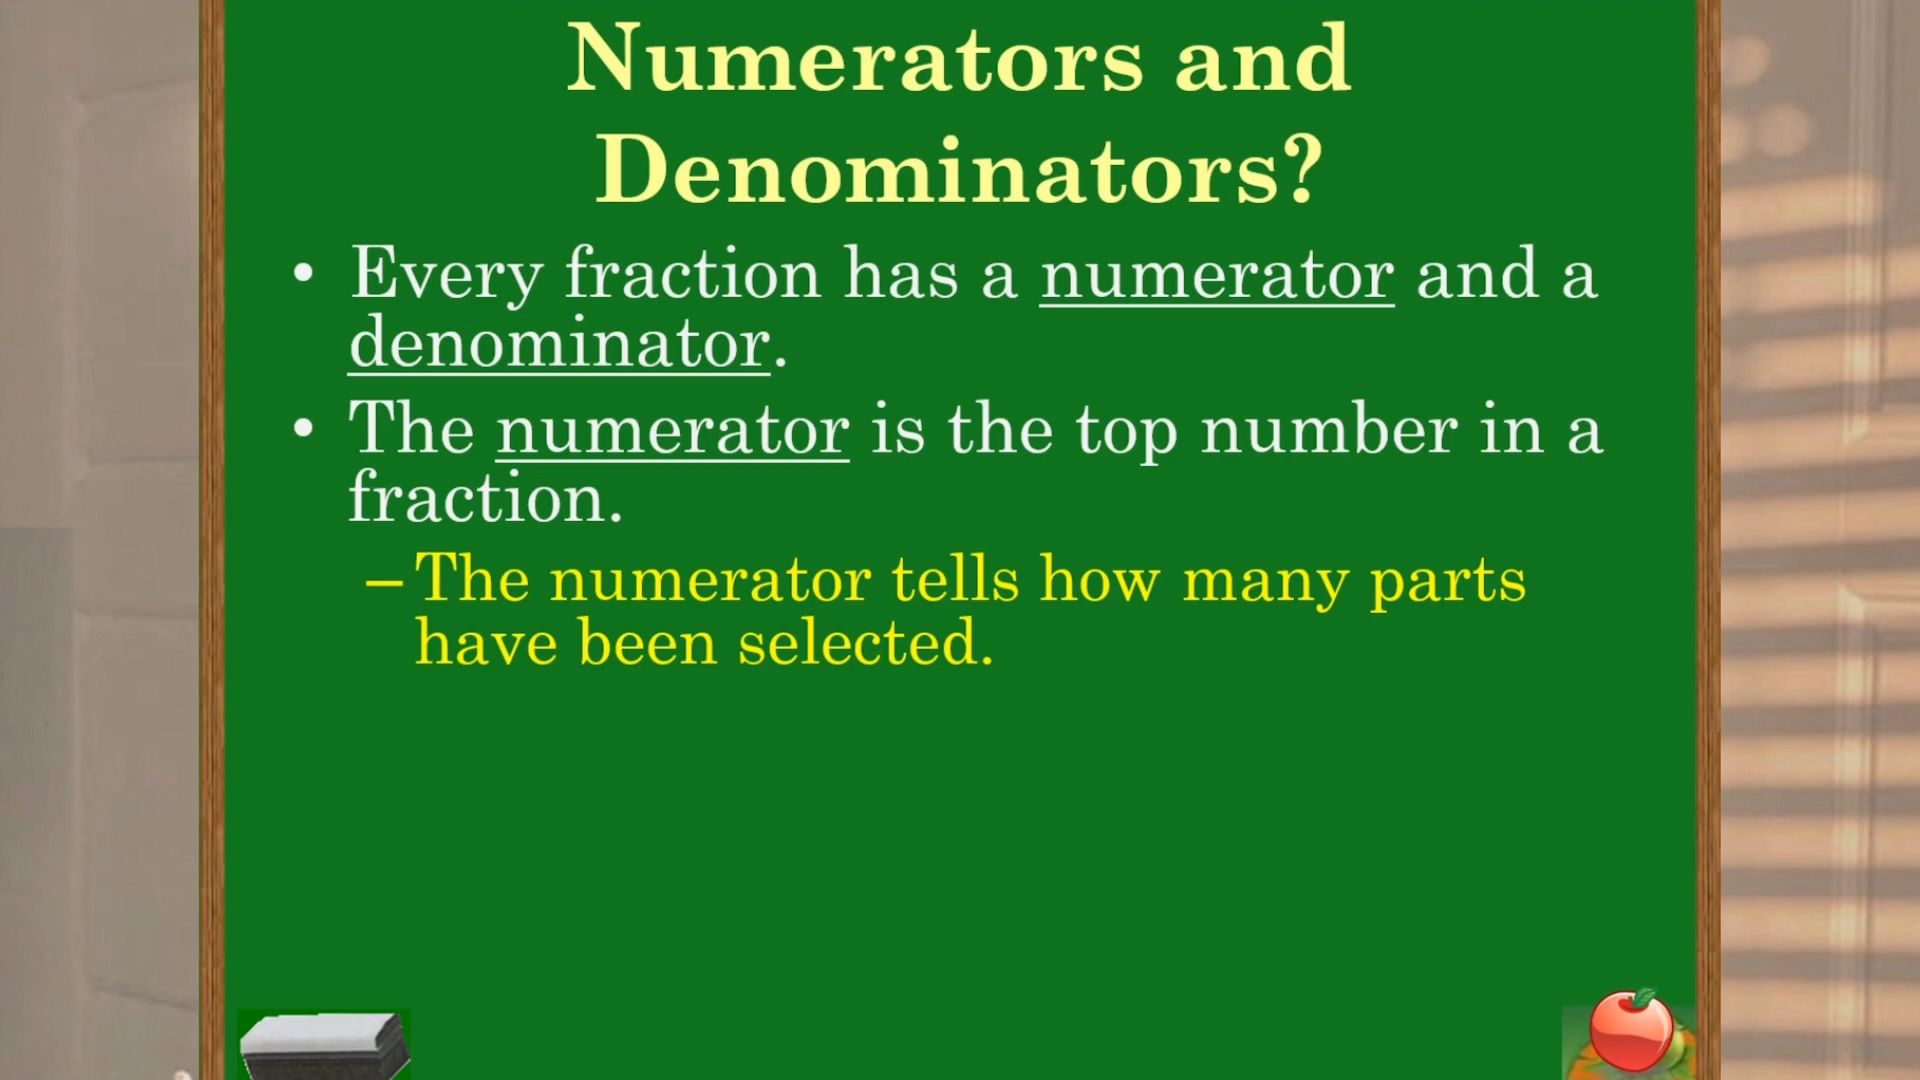 Numerators and
Denominators?
• Every fraction has a numerator and a
denominator.
• The numerator is the top number in a
fraction.
– The numerator tells how many parts
have been selected.